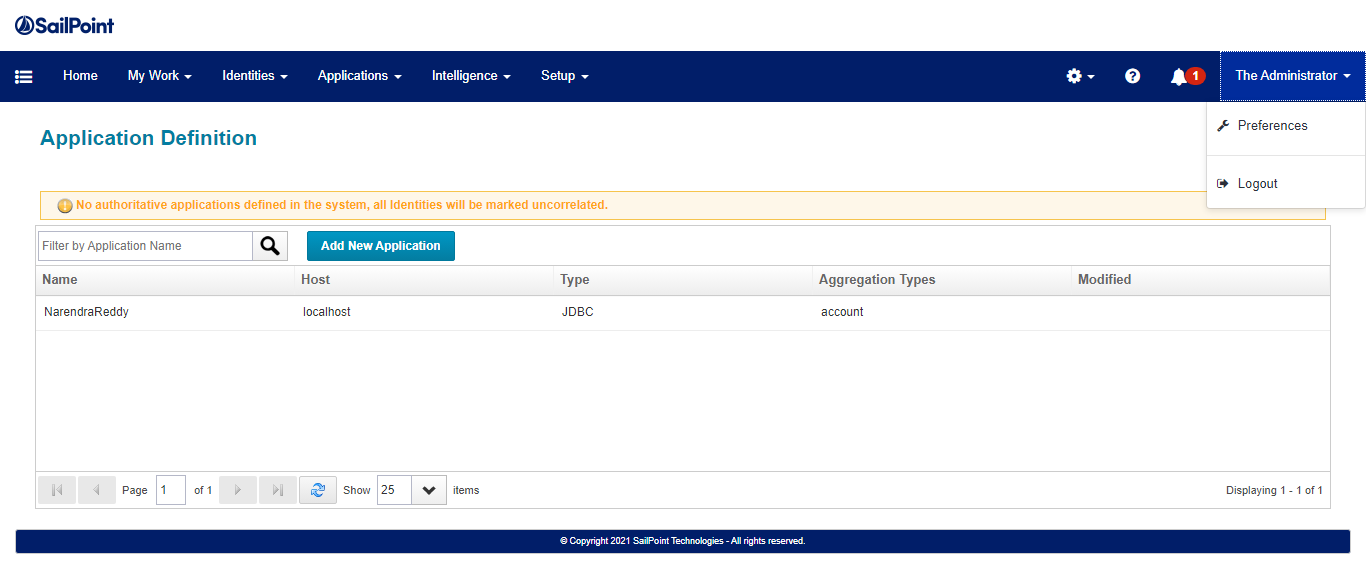 SailPoint
Home My Work Identities Applications Intelligence Setup 1 The Administrator
Preferences
Logout
Application Definition
No authoritative applications defined in the system, all Identities will be marked uncorrelated.
Filter by Application Name Add New Application
Name Host Type Aggregation Types Modified
NarendraReddy localhost JDBC account
Page 1 of 1 Show 25 items Displaying 1 - 1 of 1
© Copyright 2021 SailPoint Technologies - All rights reserved.